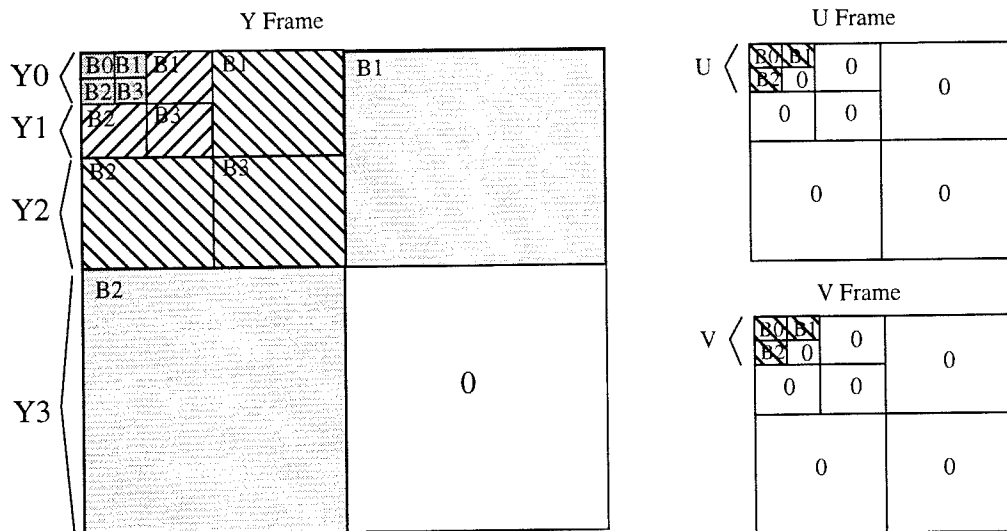 Y Frame
U Frame
Y0
B0 B1 B1 B1 B1
B2 B3
Y1
B2 B3
Y2
B2 B3
Y3
B2 0
U
B0 B1 0 0
B2 0
0 0
0 0
V Frame
V
B0 B1 0 0
B2 0
0 0
0 0